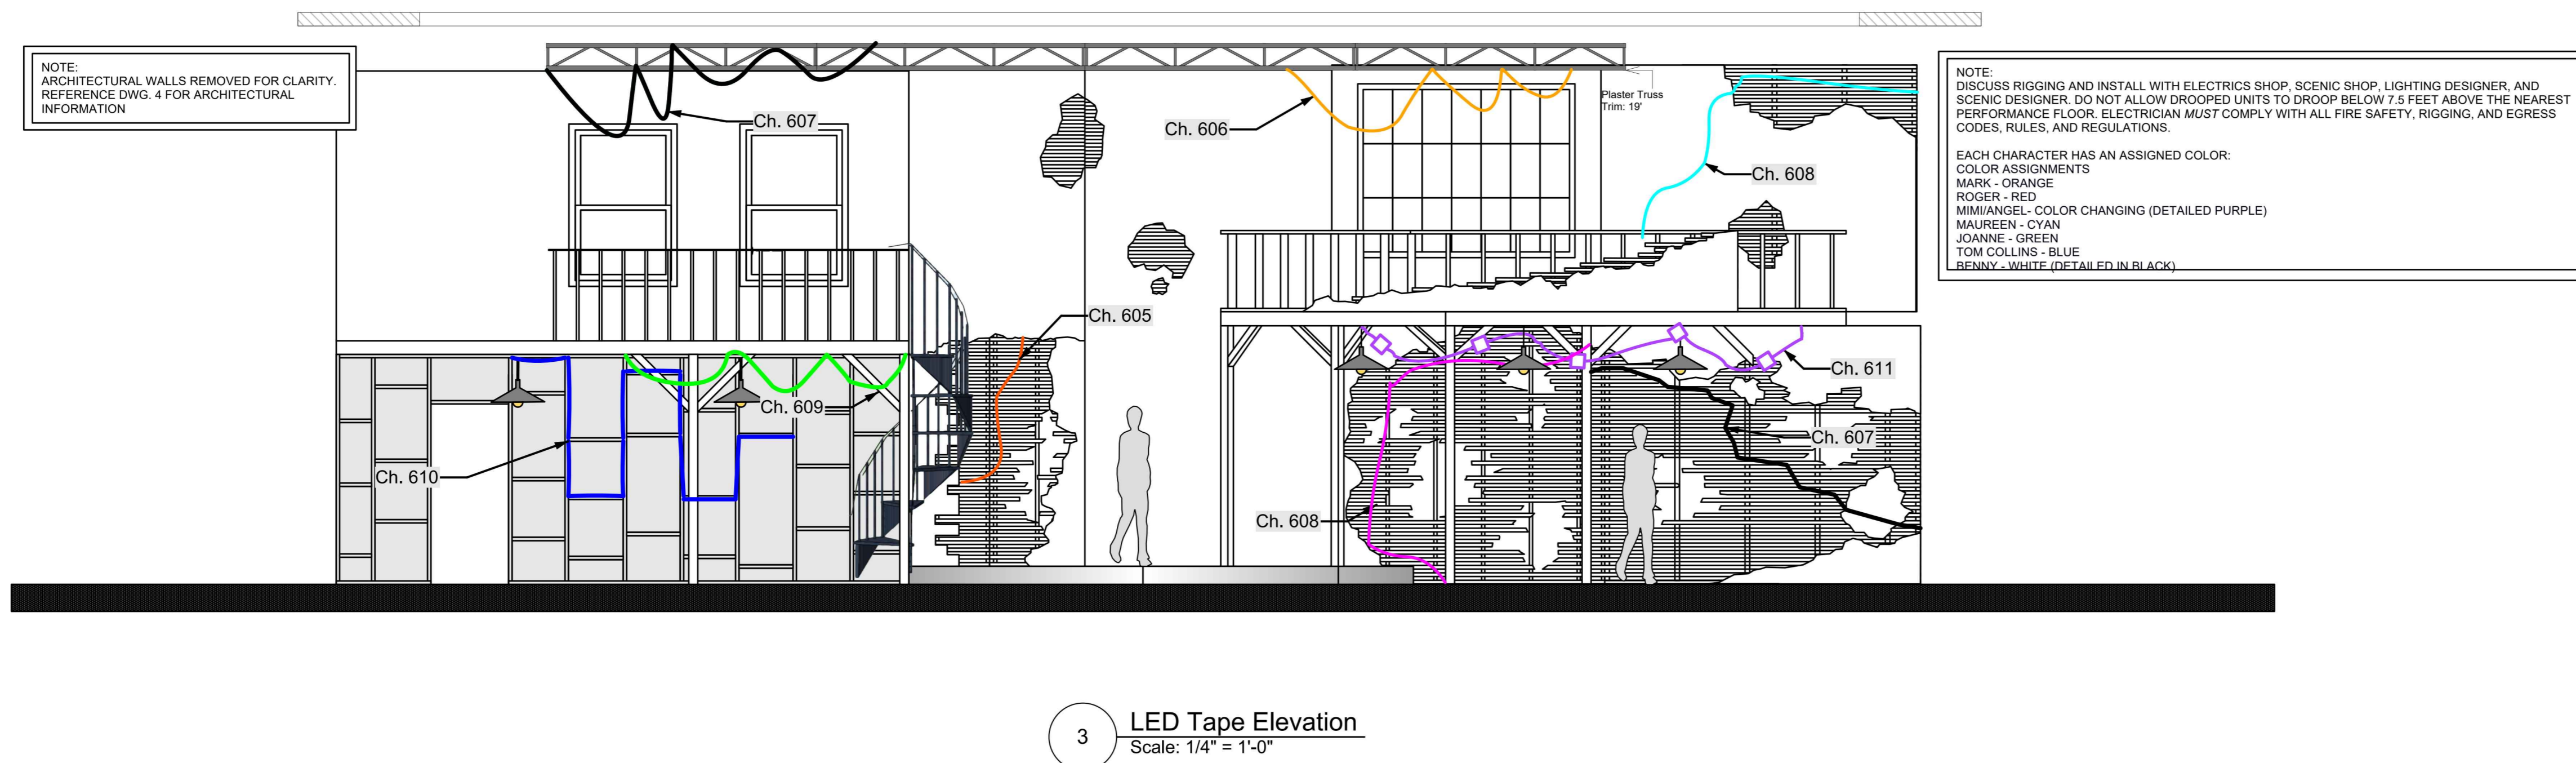 NOTE:
ARCHITECTURAL WALLS REMOVED FOR CLARITY.
REFERENCE DWG. 4 FOR ARCHITECTURAL
INFORMATION
NOTE:
DISCUSS RIGGING AND INSTALL WITH ELECTRICS SHOP, SCENIC SHOP, LIGHTING DESIGNER, AND
SCENIC DESIGNER. DO NOT ALLOW DROOPED UNITS TO DROOP BELOW 7.5 FEET ABOVE THE NEAREST
PERFORMANCE FLOOR. ELECTRICIAN MUST COMPLY WITH ALL FIRE SAFETY, RIGGING, AND EGRESS
CODES, RULES, AND REGULATIONS.
EACH CHARACTER HAS AN ASSIGNED COLOR:
COLOR ASSIGNMENTS
MARK - ORANGE
ROGER - RED
MIMI/ANGEL- COLOR CHANGING (DETAILED PURPLE)
MAUREEN - CYAN
JOANNE - GREEN
TOM COLLINS - BLUE
BENNY - WHITE (DETAILED IN BLACK)
Plaster Truss
Trim: 19'
Ch. 607
Ch. 606
Ch. 608
Ch. 605
Ch. 611
Ch. 609
Ch. 607
Ch. 610
Ch. 608
3
LED Tape Elevation
Scale: 1/4" = 1'-0"